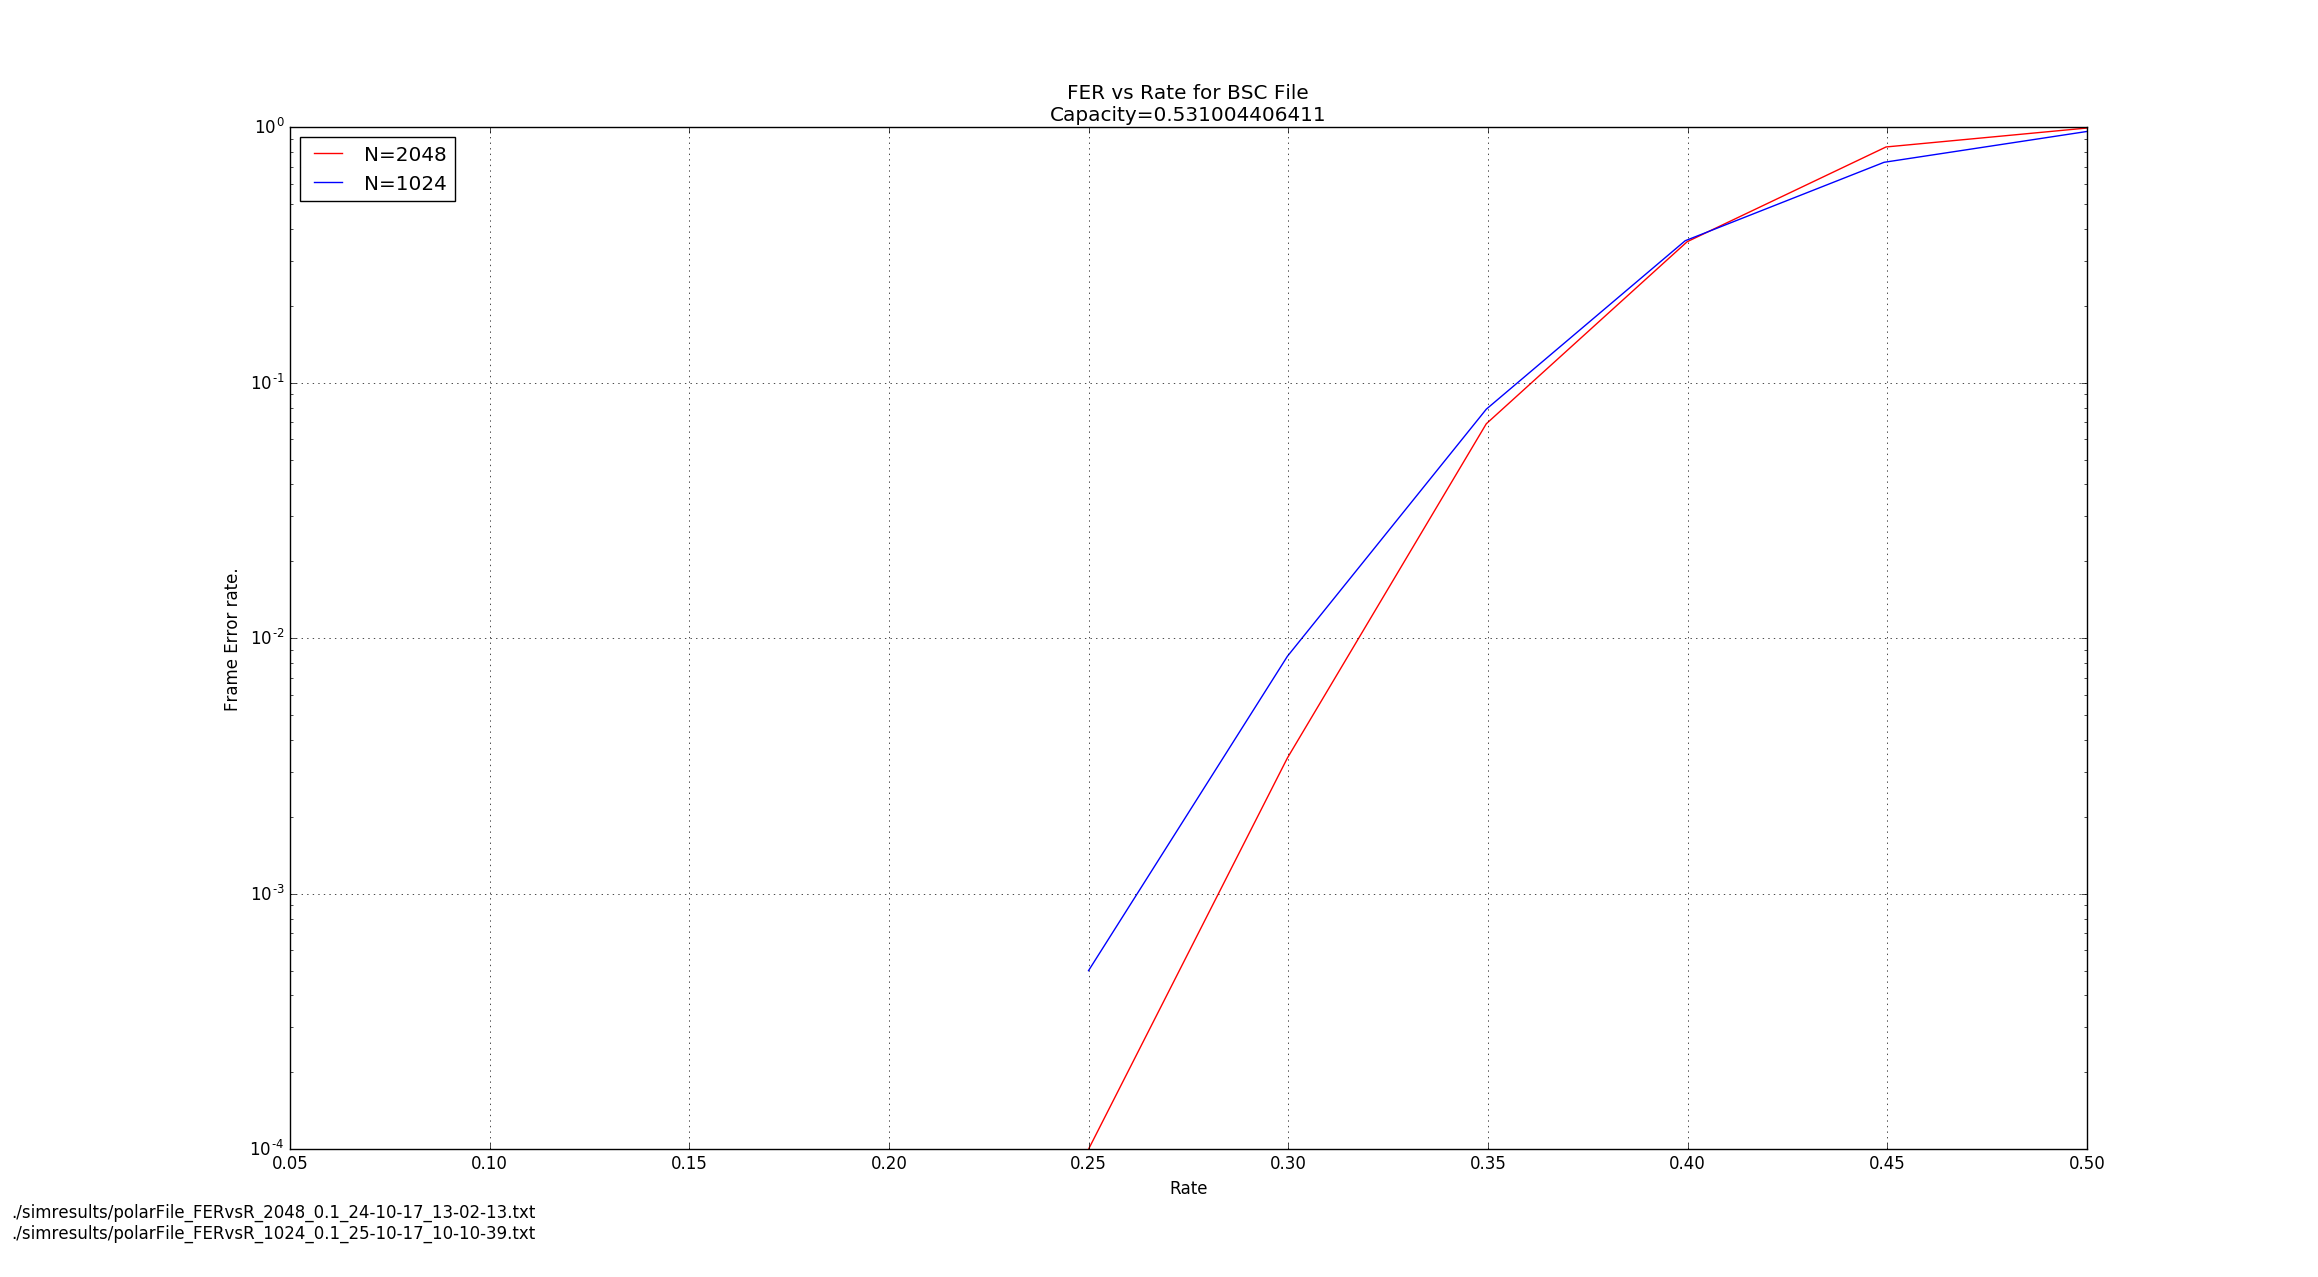 FER vs Rate for BSC File
Capacity=0.531004406411
N=2048
N=1024
10^0
10^-1
10^-2
10^-3
10^-4
Frame Error rate.
0.05 0.10 0.15 0.20 0.25 0.30 0.35 0.40 0.45 0.50
Rate
./simresults/polarFile_FERvsR_2048_0.1_24-10-17_13-02-13.txt
./simresults/polarFile_FERvsR_1024_0.1_25-10-17_10-10-39.txt